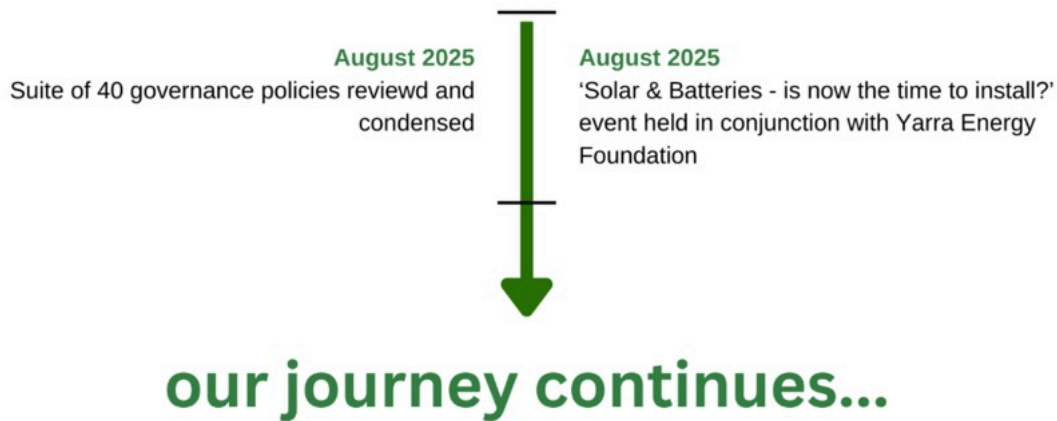 August 2025
Suite of 40 governance policies reviewd and
condensed
August 2025
‘Solar & Batteries - is now the time to install?’
event held in conjunction with Yarra Energy
Foundation
our journey continues...